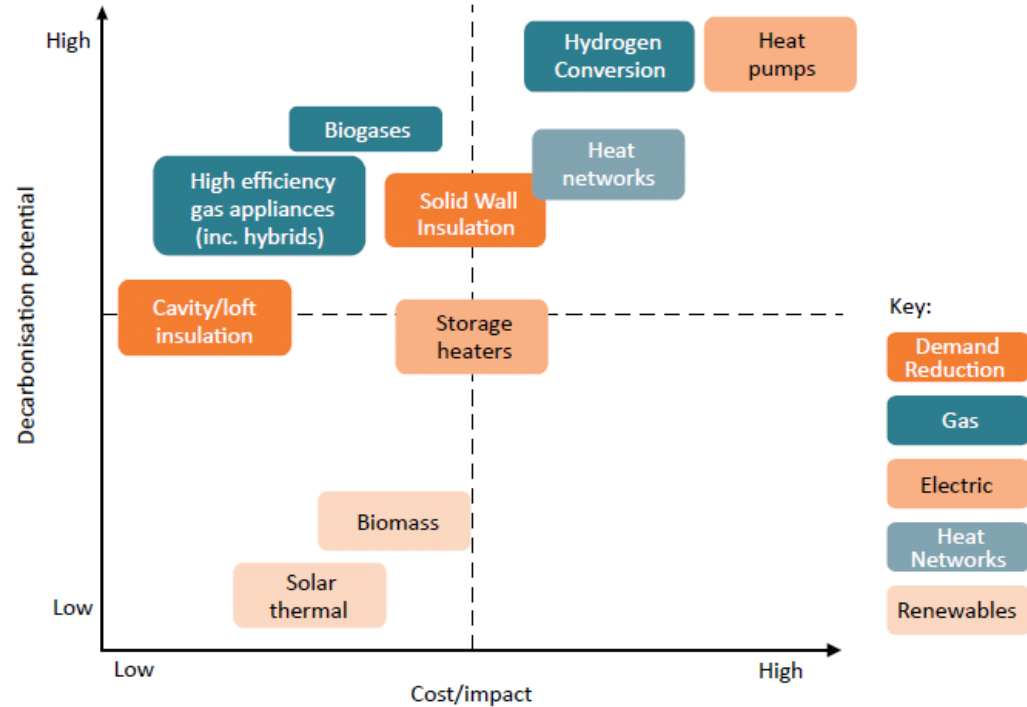 High
Hydrogen
Conversion
Heat
pumps
Biogases
Heat
networks
High efficiency
gas appliances
(inc. hybrids)
Solid Wall
Insulation
Decarbonisation potential
Cavity/loft
insulation
Storage
heaters
Biomass
Solar
thermal
Low
Low
High
Cost/impact
Key:
Demand
Reduction
Gas
Electric
Heat
Networks
Renewables